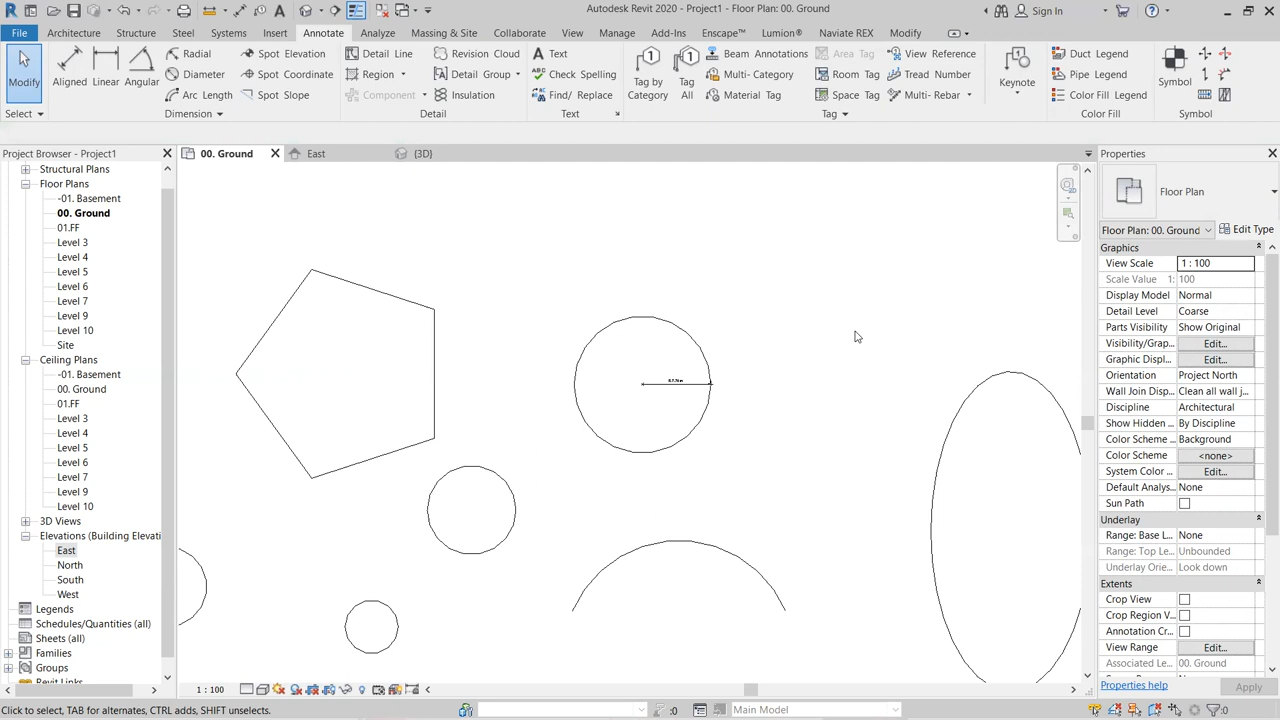 Autodesk Revit 2020 - Project1 - Floor Plan: 00. Ground
Sign In
File Architecture Structure Steel Systems Insert Annotate Analyze Massing & Site Collaborate View Manage Add-Ins Enscape™ Lumion® Naviate REX Modify
Modify
Select
Aligned Linear Angular
Radial
Diameter
Arc Length
Spot Elevation
Spot Coordinate
Spot Slope
Dimension
Detail Line
Region
Component
Revision Cloud
Detail Group
Insulation
Detail
Text
Check Spelling
Find/ Replace
Text
Tag by Category
Tag All
Beam Annotations
Multi- Category
Material Tag
Area Tag
Room Tag
Space Tag
View Reference
Tread Number
Multi- Rebar
Tag
Keynote
Duct Legend
Pipe Legend
Color Fill Legend
Color Fill
Symbol
Symbol
Project Browser - Project1
Structural Plans
Floor Plans
-01. Basement
00. Ground
01.FF
Level 3
Level 4
Level 5
Level 6
Level 7
Level 9
Level 10
Site
Ceiling Plans
-01. Basement
00. Ground
01.FF
Level 3
Level 4
Level 5
Level 6
Level 7
Level 9
Level 10
3D Views
Elevations (Building Elevati
East
North
South
West
Legends
Schedules/Quantities (all)
Sheets (all)
Families
Groups
Revit Links
00. Ground
East
(3D)
1 : 100
Properties
Floor Plan
Floor Plan: 00. Ground
Edit Type
Graphics
View Scale 1 : 100
Scale Value 1: 100
Display Model Normal
Detail Level Coarse
Parts Visibility Show Original
Visibility/Grap... Edit...
Graphic Displ... Edit...
Orientation Project North
Wall Join Disp... Clean all wall j...
Discipline Architectural
Show Hidden ... By Discipline
Color Scheme ... Background
Color Scheme <none>
System Color ... Edit...
Default Analys... None
Sun Path
Underlay
Range: Base L... None
Range: Top Le... Unbounded
Underlay Orie... Look down
Extents
Crop View
Crop Region V...
Annotation Cr...
View Range Edit...
Associated Le... 00. Ground
Properties help
Apply
Click to select, TAB for alternates, CTRL adds, SHIFT unselects.
:0
Main Model
:0